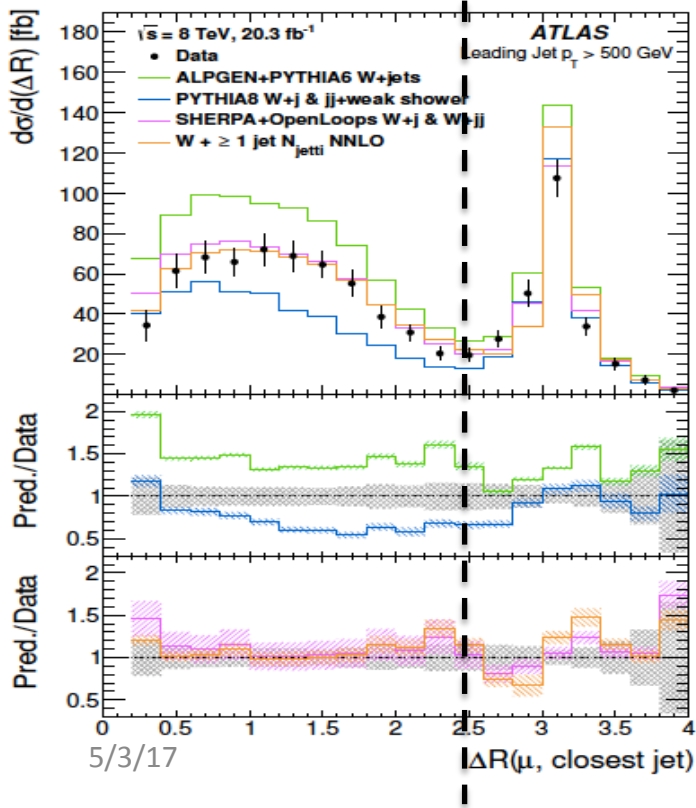 dσ/d(ΔR) [fb]
180
160
140
120
100
80
60
40
20
√s = 8 TeV, 20.3 fb⁻¹
Data
ALPGEN+PYTHIA6 W+jets
PYTHIA8 W+j & jj+weak shower
SHERPA+OpenLoops W+j & W+jj
W + ≥ 1 jet N_jetti NNLO
ATLAS
Leading Jet p_T > 500 GeV
Pred./Data
2
1.5
1
0.5
Pred./Data
2
1.5
1
0.5
0 0.5 1 1.5 2 2.5 3 3.5 4
5/3/17
ΔR(μ, closest jet)